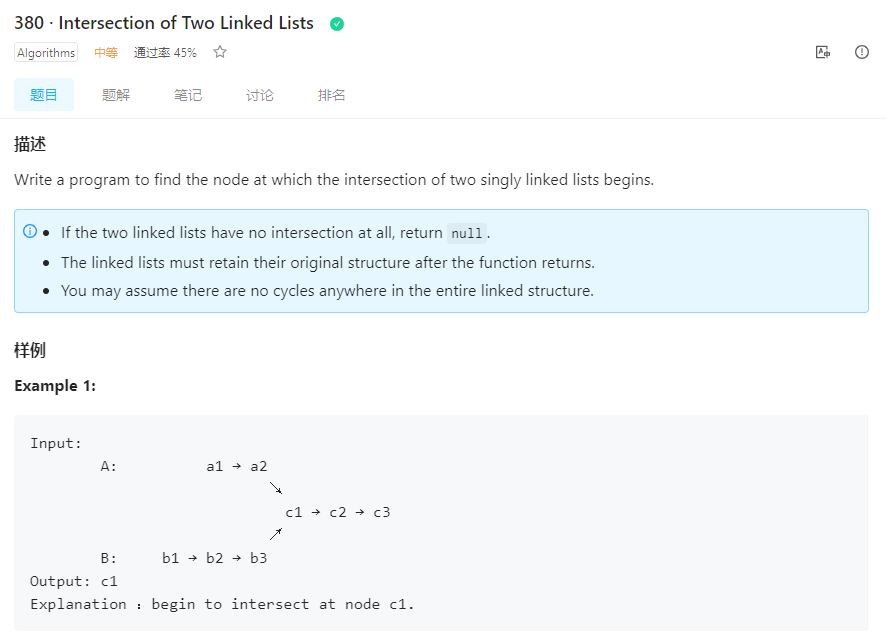 380 · Intersection of Two Linked Lists
Algorithms 中等 通过率 45%
题目 题解 笔记 讨论 排名
描述
Write a program to find the node at which the intersection of two singly linked lists begins.
• If the two linked lists have no intersection at all, return null.
• The linked lists must retain their original structure after the function returns.
• You may assume there are no cycles anywhere in the entire linked structure.
样例
Example 1:
Input:
A: a1 → a2
↘
c1 → c2 → c3
↗
B: b1 → b2 → b3
Output: c1
Explanation ：begin to intersect at node c1.